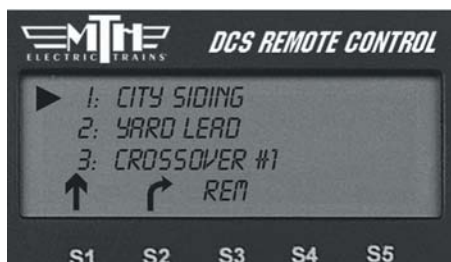 MTH
ELECTRIC TRAINS
DCS REMOTE CONTROL
1: CITY SIDING
2: YARD LEAD
3: CROSSOVER #1
REM
S1 S2 S3 S4 S5